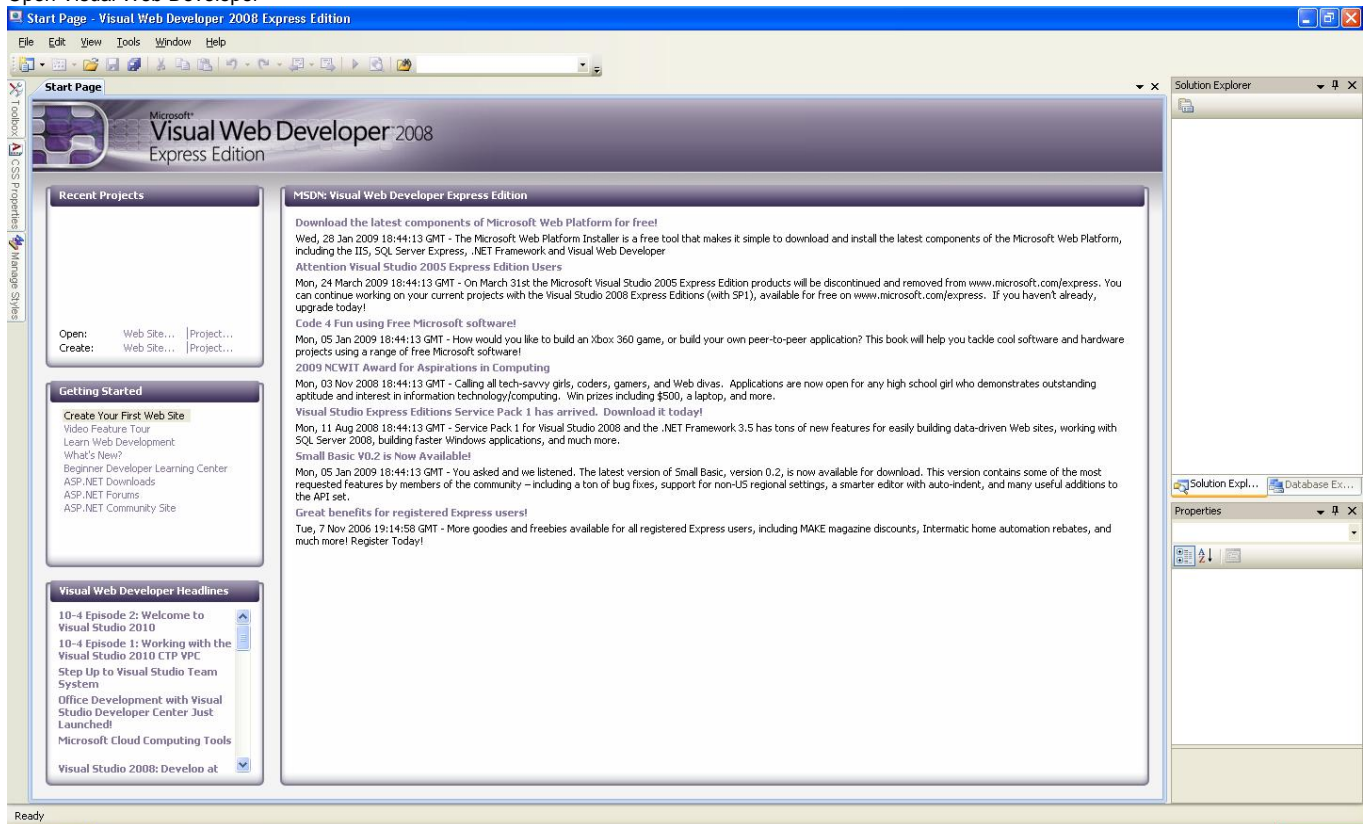 Open Visual Web Developer
Start Page - Visual Web Developer 2008 Express Edition
File Edit View Tools Window Help
Toolbox
CSS Properties
Manage Styles
Start Page
Microsoft
Visual Web Developer 2008
Express Edition
Recent Projects
Open: Web Site... | Project...
Create: Web Site... | Project...
Getting Started
Create Your First Web Site
Video Feature Tour
Learn Web Development
What's New?
Beginner Developer Learning Center
ASP.NET Downloads
ASP.NET Forums
ASP.NET Community Site
Visual Web Developer Headlines
10-4 Episode 2: Welcome to
Visual Studio 2010
10-4 Episode 1: Working with the
Visual Studio 2010 CTP VPC
Step Up to Visual Studio Team
System
Office Development with Visual
Studio Developer Center Just
Launched!
Microsoft Cloud Computing Tools
Visual Studio 2008: Develop at
MSDN: Visual Web Developer Express Edition
Download the latest components of Microsoft Web Platform for free!
Wed, 28 Jan 2009 18:44:13 GMT - The Microsoft Web Platform Installer is a free tool that makes it simple to download and install the latest components of the Microsoft Web Platform,
including the IIS, SQL Server Express, .NET Framework and Visual Web Developer
Attention Visual Studio 2005 Express Edition Users
Mon, 24 March 2009 18:44:13 GMT - On March 31st the Microsoft Visual Studio 2005 Express Edition products will be discontinued and removed from www.microsoft.com/express. You
can continue working on your current projects with the Visual Studio 2008 Express Editions (with SP1), available for free on www.microsoft.com/express. If you haven't already,
upgrade today!
Code 4 Fun using Free Microsoft software!
Mon, 05 Jan 2009 18:44:13 GMT - How would you like to build an Xbox 360 game, or build your own peer-to-peer application? This book will help you tackle cool software and hardware
projects using a range of free Microsoft software!
2009 NCWIT Award for Aspirations in Computing
Mon, 03 Nov 2008 18:44:13 GMT - Calling all tech-savvy girls, coders, gamers, and Web divas. Applications are now open for any high school girl who demonstrates outstanding
aptitude and interest in information technology/computing. Win prizes including $500, a laptop, and more.
Visual Studio Express Editions Service Pack 1 has arrived. Download it today!
Mon, 11 Aug 2008 18:44:13 GMT - Service Pack 1 for Visual Studio 2008 and the .NET Framework 3.5 has tons of new features for easily building data-driven Web sites, working with
SQL Server 2008, building faster Windows applications, and much more.
Small Basic V0.2 is Now Available!
Mon, 05 Jan 2009 18:44:13 GMT - You asked and we listened. The latest version of Small Basic, version 0.2, is now available for download. This version contains some of the most
requested features by members of the community – including a ton of bug fixes, support for non-US regional settings, a smarter editor with auto-indent, and many useful additions to
the API set.
Great benefits for registered Express users!
Tue, 7 Nov 2006 19:14:58 GMT - More goodies and freebies available for all registered Express users, including MAKE magazine discounts, Intermatic home automation rebates, and
much more! Register Today!
Solution Explorer
Solution Expl... Database Ex...
Properties
Ready